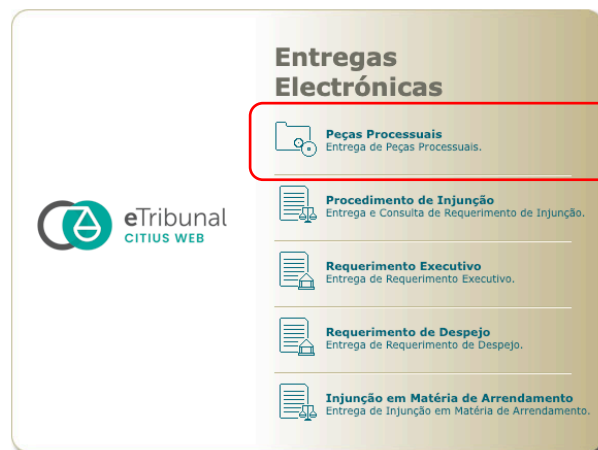 Entregas
Electrónicas
Peças Processuais
Entrega de Peças Processuais.
Procedimento de Injunção
Entrega e Consulta de Requerimento de Injunção.
eTribunal
CITIUS WEB
Requerimento Executivo
Entrega de Requerimento Executivo.
Requerimento de Despejo
Entrega de Requerimento de Despejo.
Injunção em Matéria de Arrendamento
Entrega de Injunção em Matéria de Arrendamento.